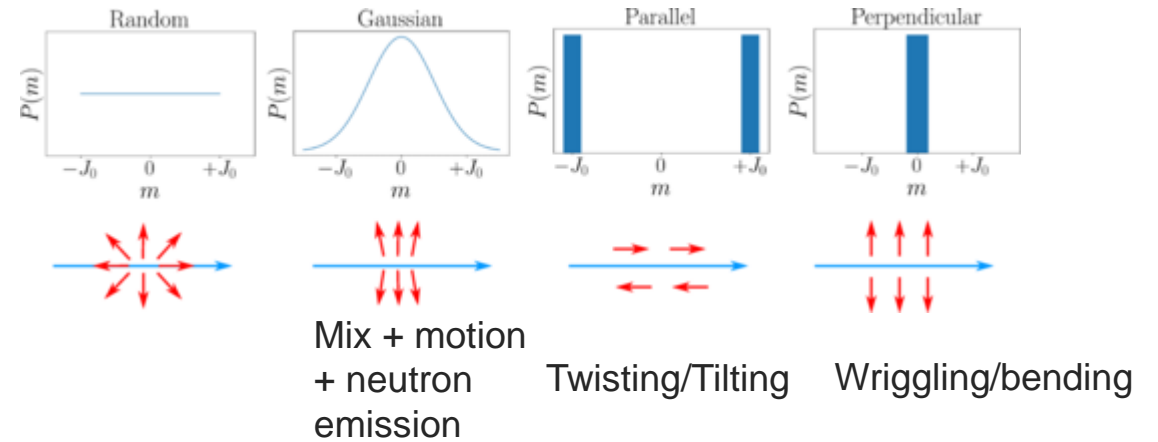 Random Gaussian Parallel Perpendicular
P(m) P(m) P(m) P(m)
−J₀ 0 +J₀ −J₀ 0 +J₀ −J₀ 0 +J₀ −J₀ 0 +J₀
m m m m
Mix + motion
+ neutron
emission
Twisting/Tilting
Wriggling/bending